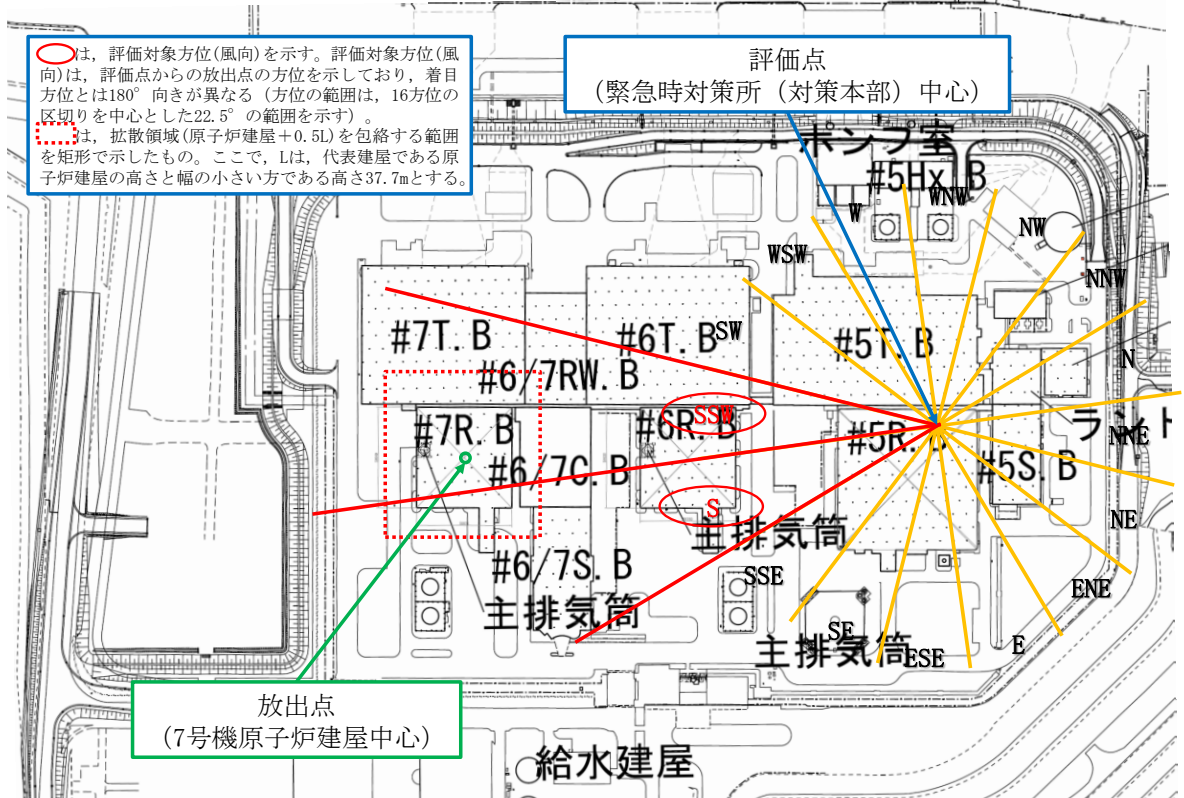 は，評価対象方位(風向)を示す。評価対象方位(風
向)は，評価点からの放出点の方位を示しており，着目
方位とは180° 向きが異なる（方位の範囲は，16方位の
区切りを中心とした22.5° の範囲を示す）。
は，拡散領域(原子炉建屋＋0.5L)を包絡する範囲
を矩形で示したもの。ここで，Lは，代表建屋である原
子炉建屋の高さと幅の小さい方である高さ37.7mとする。
評価点
（緊急時対策所（対策本部）中心）
ポンプ室
#5Hx/B
WNW
W
NW
WSW
NNW
#7T.B
#6T.B
SW
#5T.B
N
#6/7RW.B
SSW
#7R.B
#6R.B
#5R.B
ラント
NNE
#6/7C.B
#5S.B
S
NE
主排気筒
#6/7S.B
SSE
ENE
主排気筒
SE
E
主排気筒
ESE
放出点
（7号機原子炉建屋中心）
給水建屋